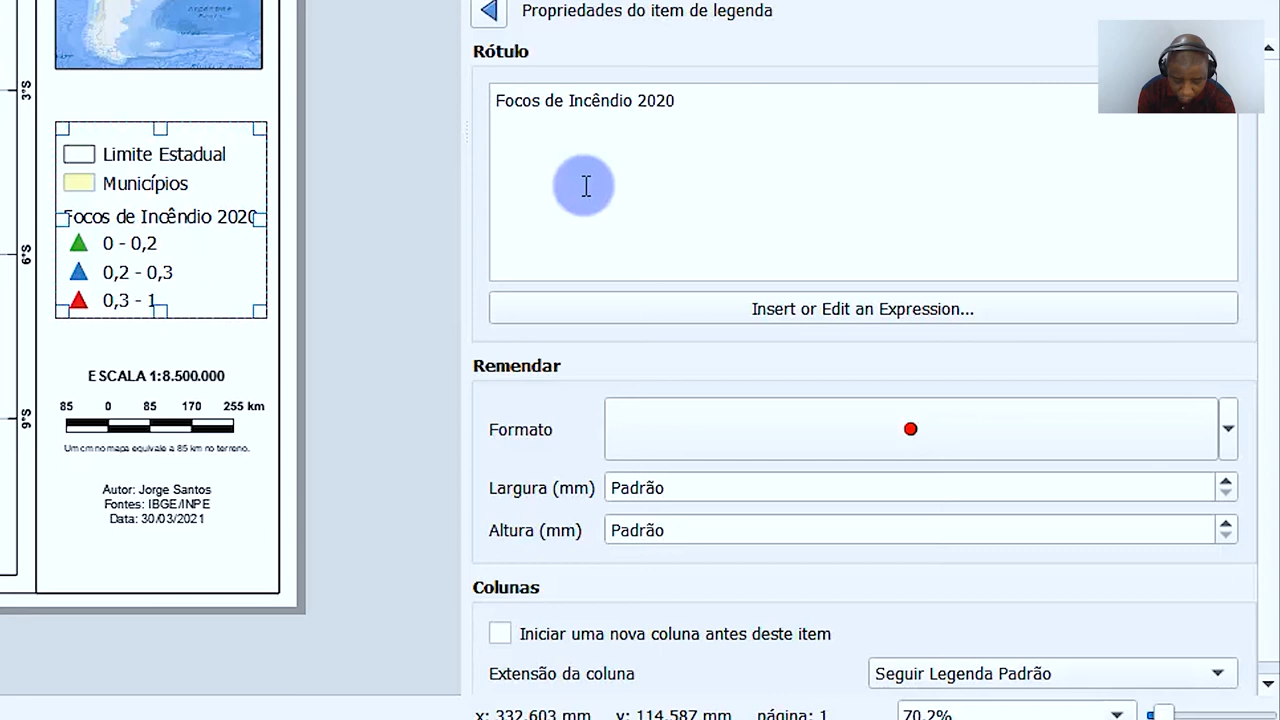 Propriedades do item de legenda
Rótulo
Focos de Incêndio 2020
Insert or Edit an Expression...
Remendar
Formato
Largura (mm) Padrão
Altura (mm) Padrão
Colunas
Iniciar uma nova coluna antes deste item
Extensão da coluna Seguir Legenda Padrão
x: 332.603 mm y: 114.587 mm página: 1 70.2%
3°S
6°S
9°S
Limite Estadual
Municípios
Focos de Incêndio 2020
0 - 0,2
0,2 - 0,3
0,3 - 1
ESCALA 1:8.500.000
85 0 85 170 255 km
Um cm no mapa equivale a 85 km no terreno.
Autor: Jorge Santos
Fontes: IBGE/INPE
Data: 30/03/2021